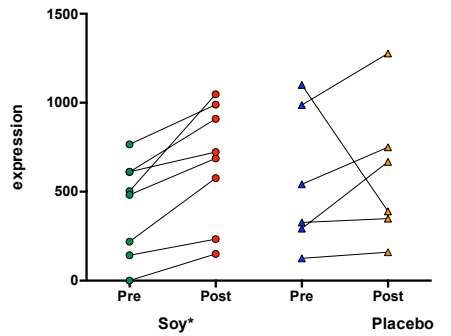 1500
1000
500
0
expression
Pre Post Pre Post
Soy* Placebo